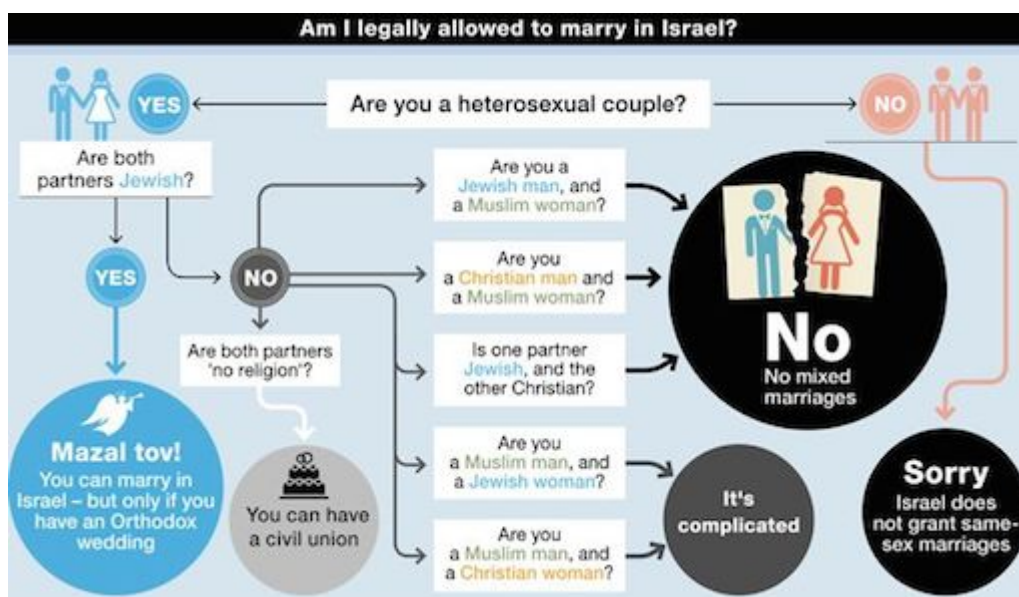 Am I legally allowed to marry in Israel?
YES
Are you a heterosexual couple?
NO
Are both
partners Jewish?
YES
NO
Are you a
Jewish man, and
a Muslim woman?
Are you
a Christian man and
a Muslim woman?
Is one partner
Jewish, and the
other Christian?
Are you
a Muslim man, and
a Jewish woman?
Are you
a Muslim man, and
a Christian woman?
No
No mixed
marriages
Are both partners
'no religion'?
Mazal tov!
You can marry in
Israel – but only if you
have an Orthodox
wedding
You can have
a civil union
It's
complicated
Sorry
Israel does
not grant same-
sex marriages